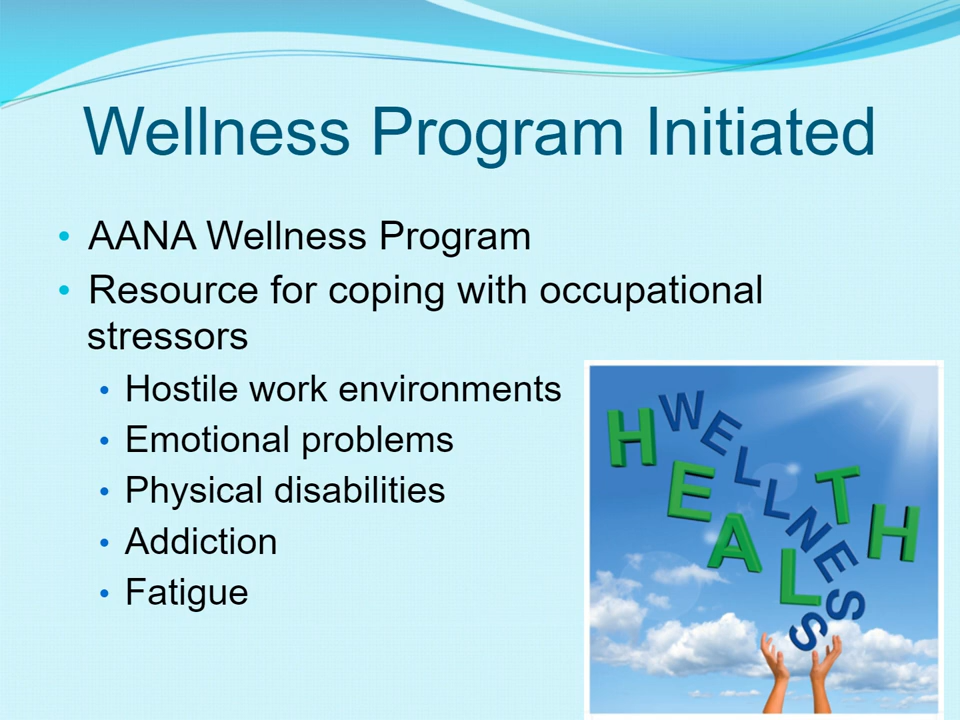 Wellness Program Initiated
• AANA Wellness Program
• Resource for coping with occupational
stressors
• Hostile work environments
• Emotional problems
• Physical disabilities
• Addiction
• Fatigue
WELLNESS
HEALTH